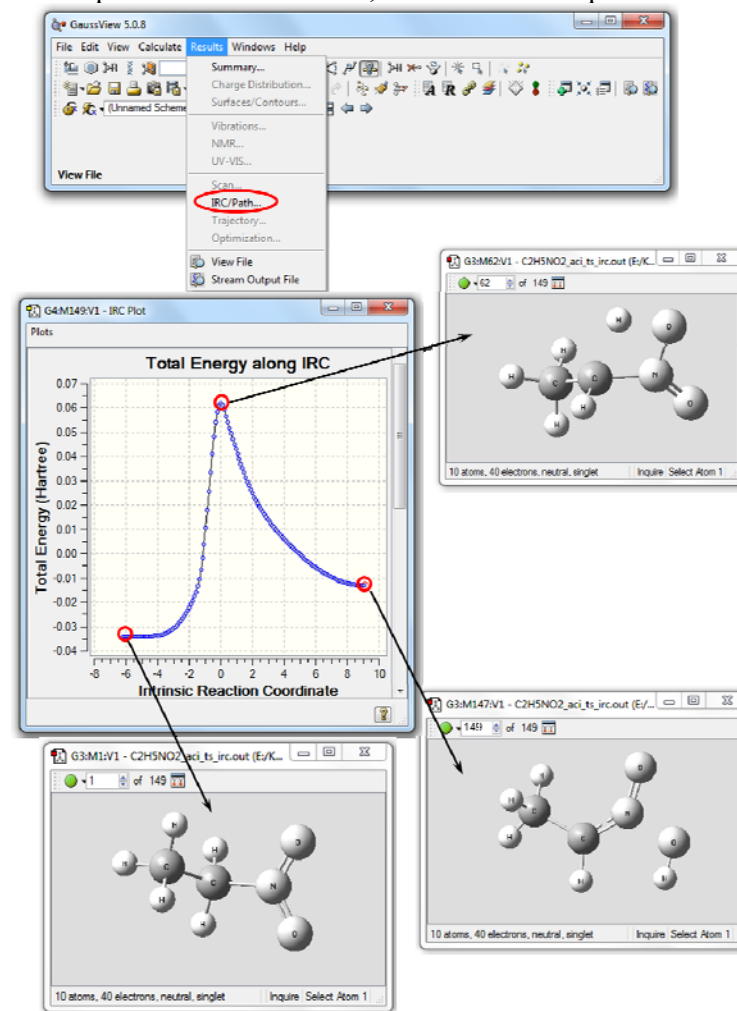 GaussView 5.0.8
File Edit View Calculate Results Windows Help
(Unnamed Scheme
View File
Summary...
Charge Distribution...
Surfaces/Contours...
Vibrations...
NMR...
UV-VIS...
Scan...
IRC/Path...
Trajectory...
Optimization...
View File
Stream Output File
G3:M62:V1 - C2H5NO2_aci_ts_irc.out (E:/K...
62 of 149
H
O
H
H
C
C
N
H
H
O
10 atoms, 40 electrons, neutral, singlet Inquire Select Atom 1
G4:M149:V1 - IRC Plot
Plots
Total Energy along IRC
Total Energy (Hartree)
0.07
0.06
0.05
0.04
0.03
0.02
0.01
0.00
-0.01
-0.02
-0.03
-0.04
-8 -6 -4 -2 0 2 4 6 8 10
Intrinsic Reaction Coordinate
G3:M147:V1 - C2H5NO2_aci_ts_irc.out (E:/...
149 of 149
O
H
H
C
N
H
C
O
H
H
10 atoms, 40 electrons, neutral, singlet Inquire Select Atom 1
G3:M1:V1 - C2H5NO2_aci_ts_irc.out (E:/K...
1 of 149
H
H
O
H
C
C
N
H
H
O
10 atoms, 40 electrons, neutral, singlet Inquire Select Atom 1